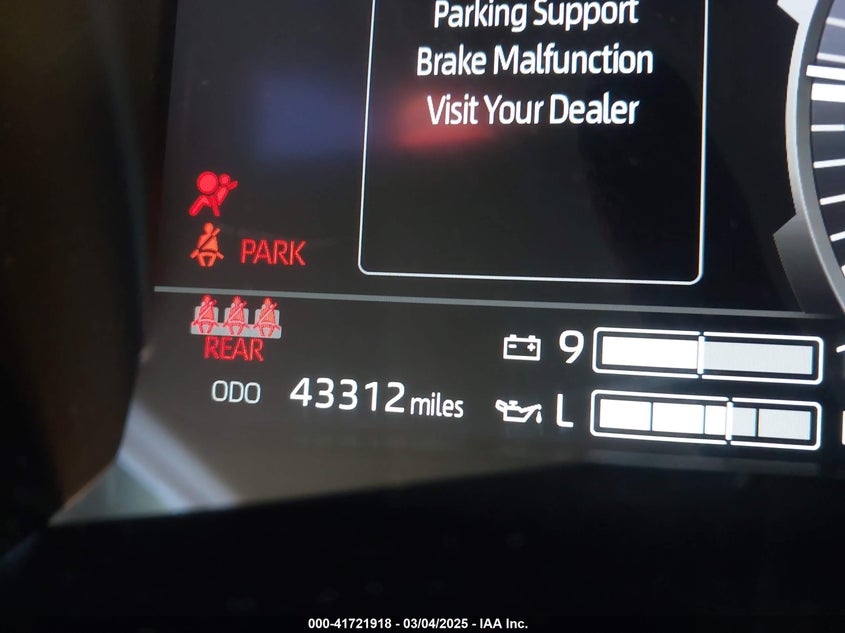 Parking Support
Brake Malfunction
Visit Your Dealer
PARK
REAR
9
ODO 43312 miles
L
000-41721918 - 03/04/2025 - IAA Inc.